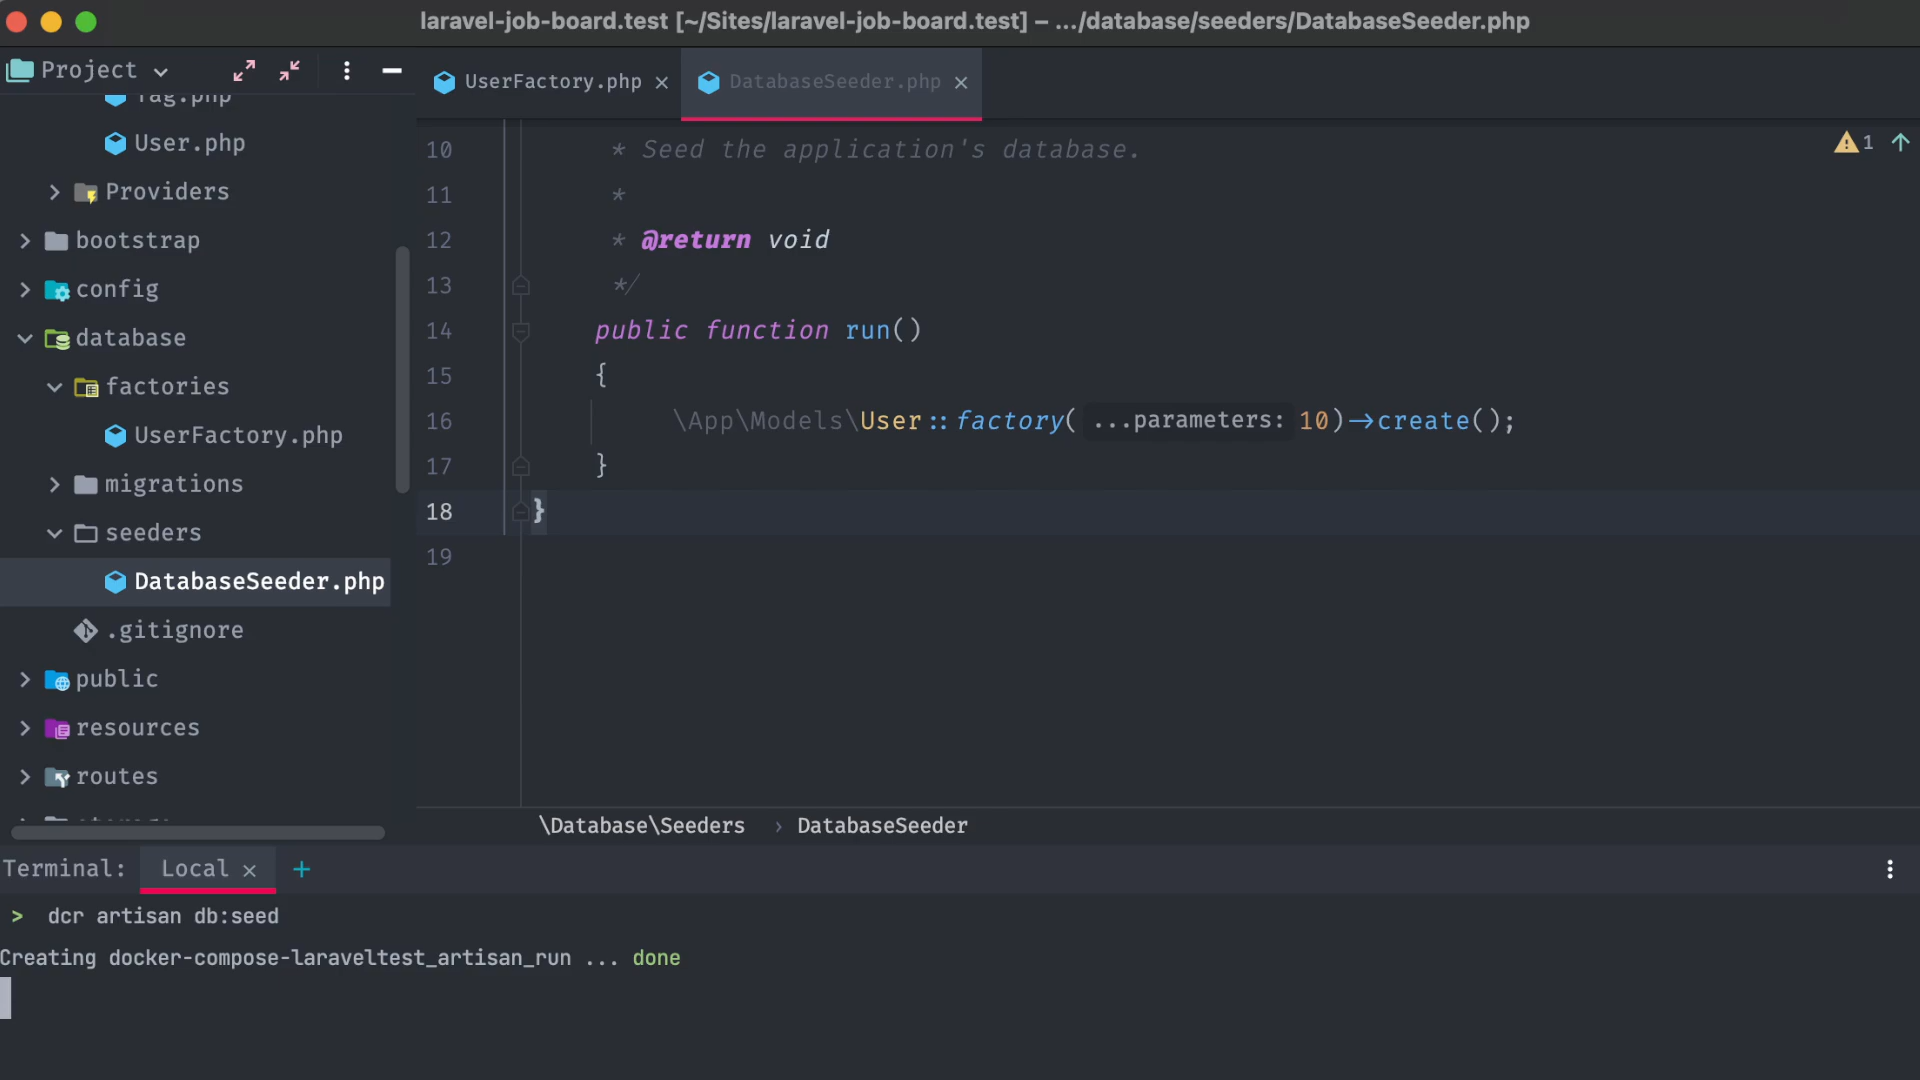 laravel-job-board.test [~/Sites/laravel-job-board.test] – .../database/seeders/DatabaseSeeder.php
Project
UserFactory.php
DatabaseSeeder.php
Tag.php
User.php
Providers
bootstrap
config
database
factories
UserFactory.php
migrations
seeders
DatabaseSeeder.php
.gitignore
public
resources
routes
1
10 * Seed the application's database.
11 *
12 * @return void
13 */
14 public function run()
15 {
16 \App\Models\User::factory( ...parameters: 10)->create();
17 }
18 }
19
\Database\Seeders › DatabaseSeeder
Terminal: Local +
> dcr artisan db:seed
Creating docker-compose-laraveltest_artisan_run ... done